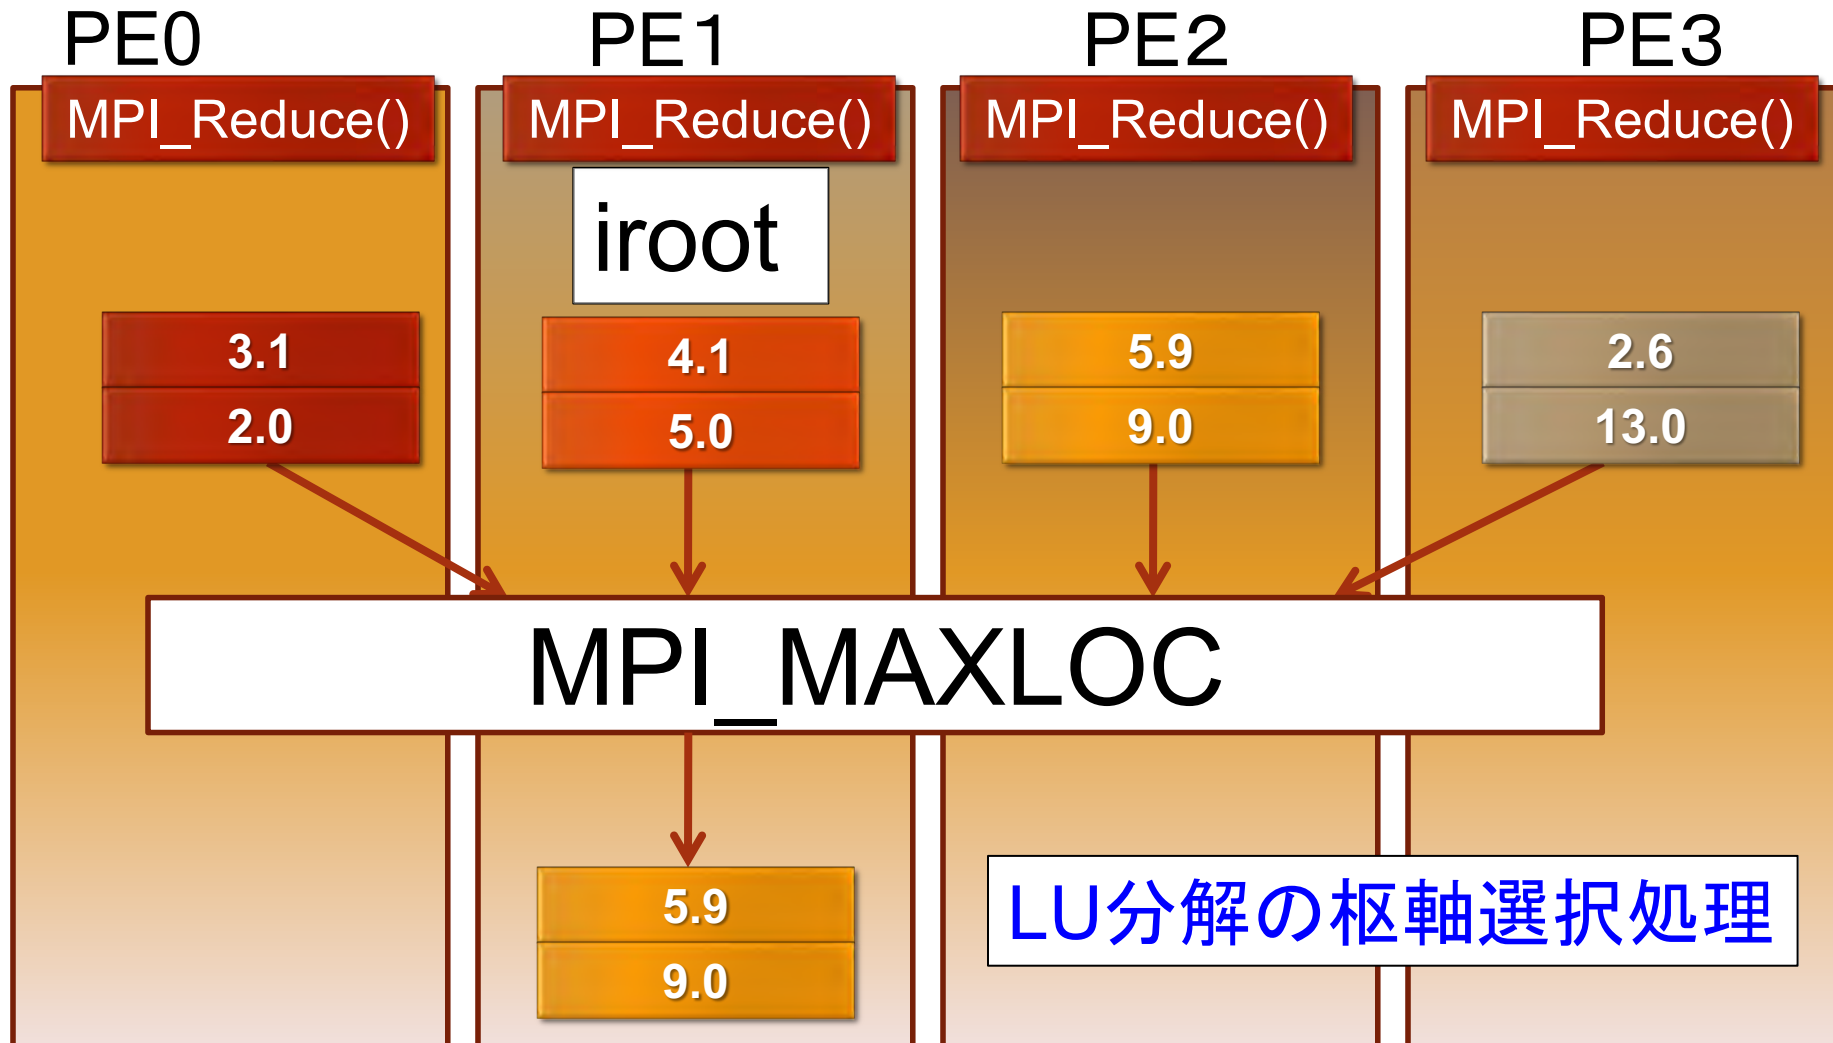 PE0 PE1 PE2 PE3
MPI_Reduce() MPI_Reduce() MPI_Reduce() MPI_Reduce()
iroot
3.1 4.1 5.9 2.6
2.0 5.0 9.0 13.0
MPI_MAXLOC
5.9
9.0
LU分解の枢軸選択処理